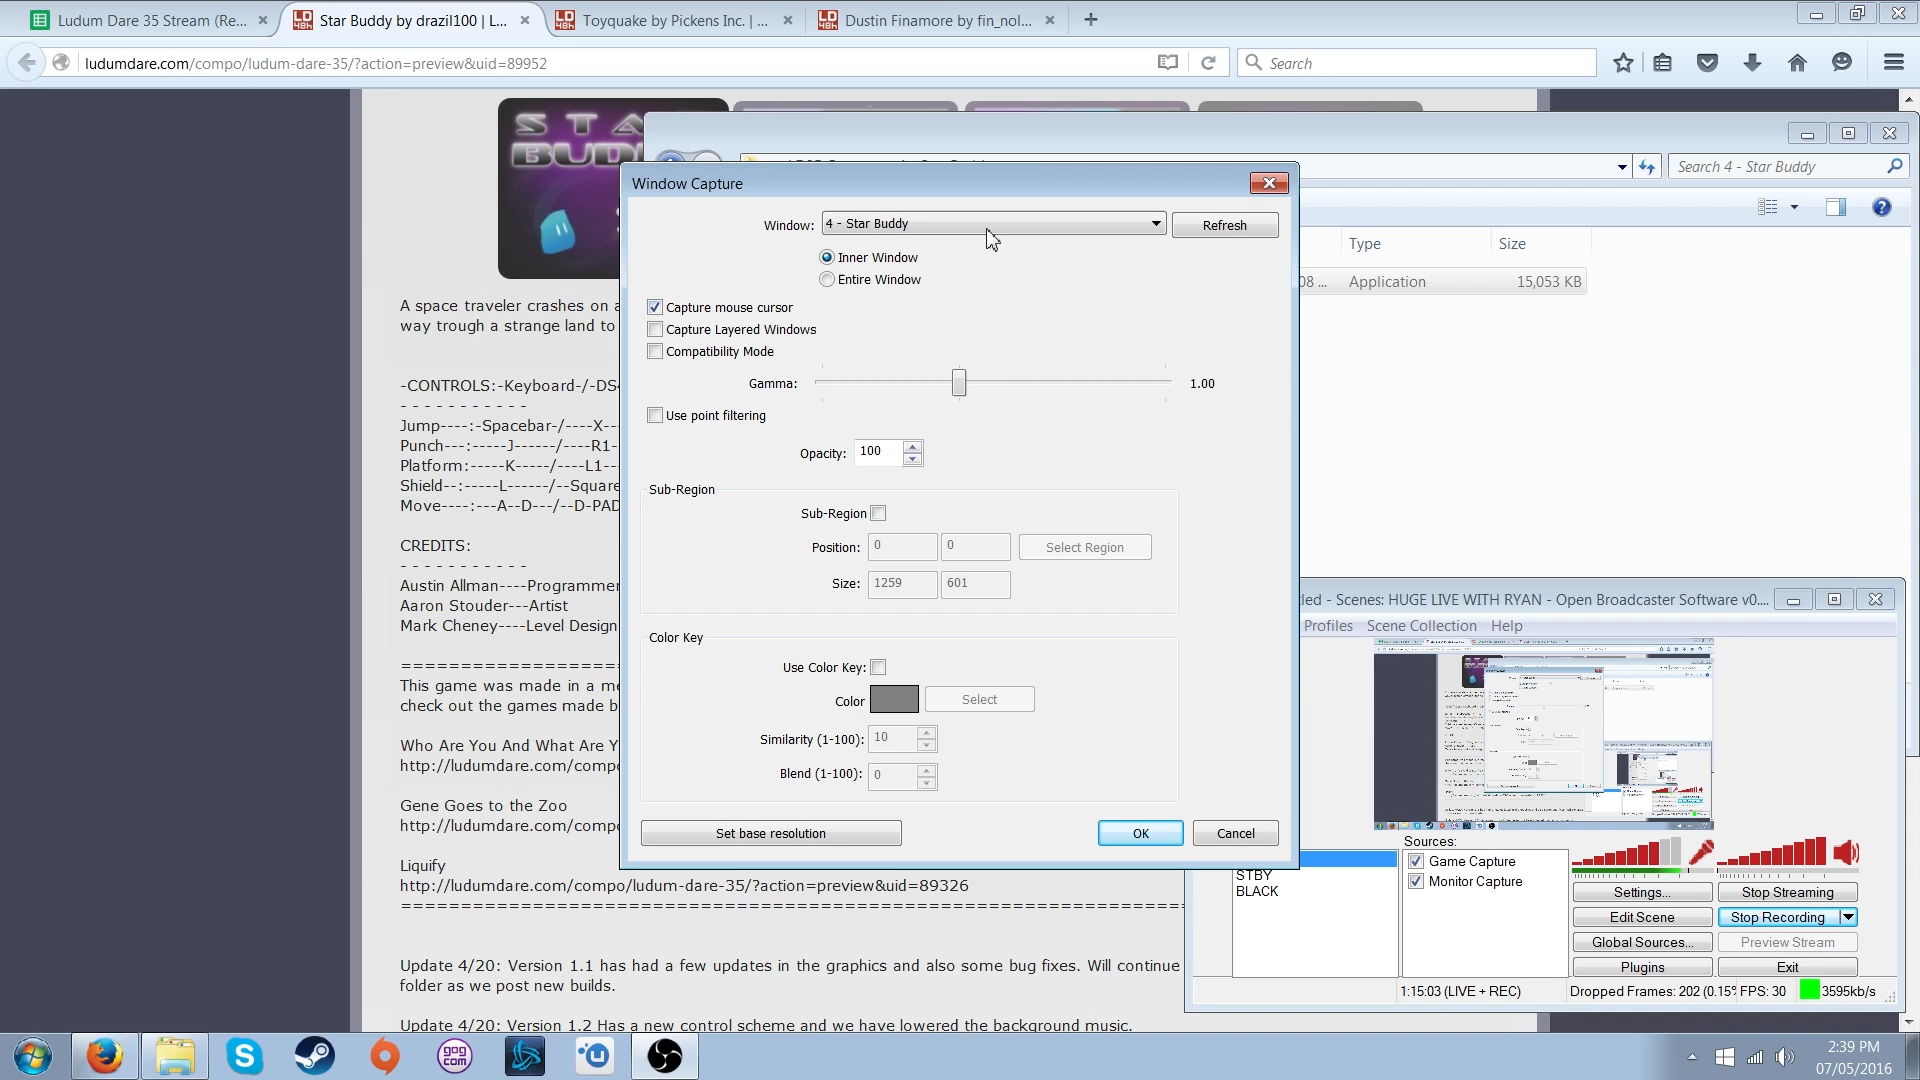 Ludum Dare 35 Stream (Re...
Star Buddy by drazil100 | L...
Toyquake by Pickens Inc. | ...
Dustin Finamore by fin_nol...
ludumdare.com/compo/ludum-dare-35/?action=preview&uid=89952
Search
STA
BUD
Search 4 - Star Buddy
Type
Size
08 ...
Application
15,053 KB
A space traveler crashes on a
way trough a strange land to
-CONTROLS:-Keyboard-/-DS4
- - - - - - - - - - -
Jump----:-Spacebar-/----X---
Punch---:-----J------/----R1-
Platform:-----K-----/----L1--
Shield--:-----L------/--Square
Move----:---A--D---/--D-PAD
CREDITS:
- - - - - - - - - - -
Austin Allman----Programmer
Aaron Stouder---Artist
Mark Cheney----Level Design
This game was made in a me
check out the games made b
Who Are You And What Are Y
http://ludumdare.com/compo
Gene Goes to the Zoo
http://ludumdare.com/compo
Liquify
http://ludumdare.com/compo/ludum-dare-35/?action=preview&uid=89326
Update 4/20: Version 1.1 has had a few updates in the graphics and also some bug fixes. Will continue
folder as we post new builds.
Update 4/20: Version 1.2 Has a new control scheme and we have lowered the background music.
Window Capture
Window:
4 - Star Buddy
Refresh
Inner Window
Entire Window
Capture mouse cursor
Capture Layered Windows
Compatibility Mode
Gamma:
1.00
Use point filtering
Opacity:
100
Sub-Region
Sub-Region
Position:
0
0
Select Region
Size:
1259
601
Color Key
Use Color Key:
Color
Select
Similarity (1-100):
10
Blend (1-100):
0
Set base resolution
OK
Cancel
led - Scenes: HUGE LIVE WITH RYAN - Open Broadcaster Software v0....
Profiles
Scene Collection
Help
STBY
BLACK
Sources:
Game Capture
Monitor Capture
Settings...
Stop Streaming
Edit Scene
Stop Recording
Global Sources...
Preview Stream
Plugins
Exit
1:15:03 (LIVE + REC)
Dropped Frames: 202 (0.15%
FPS: 30
3595kb/s
gog
com
2:39 PM
07/05/2016